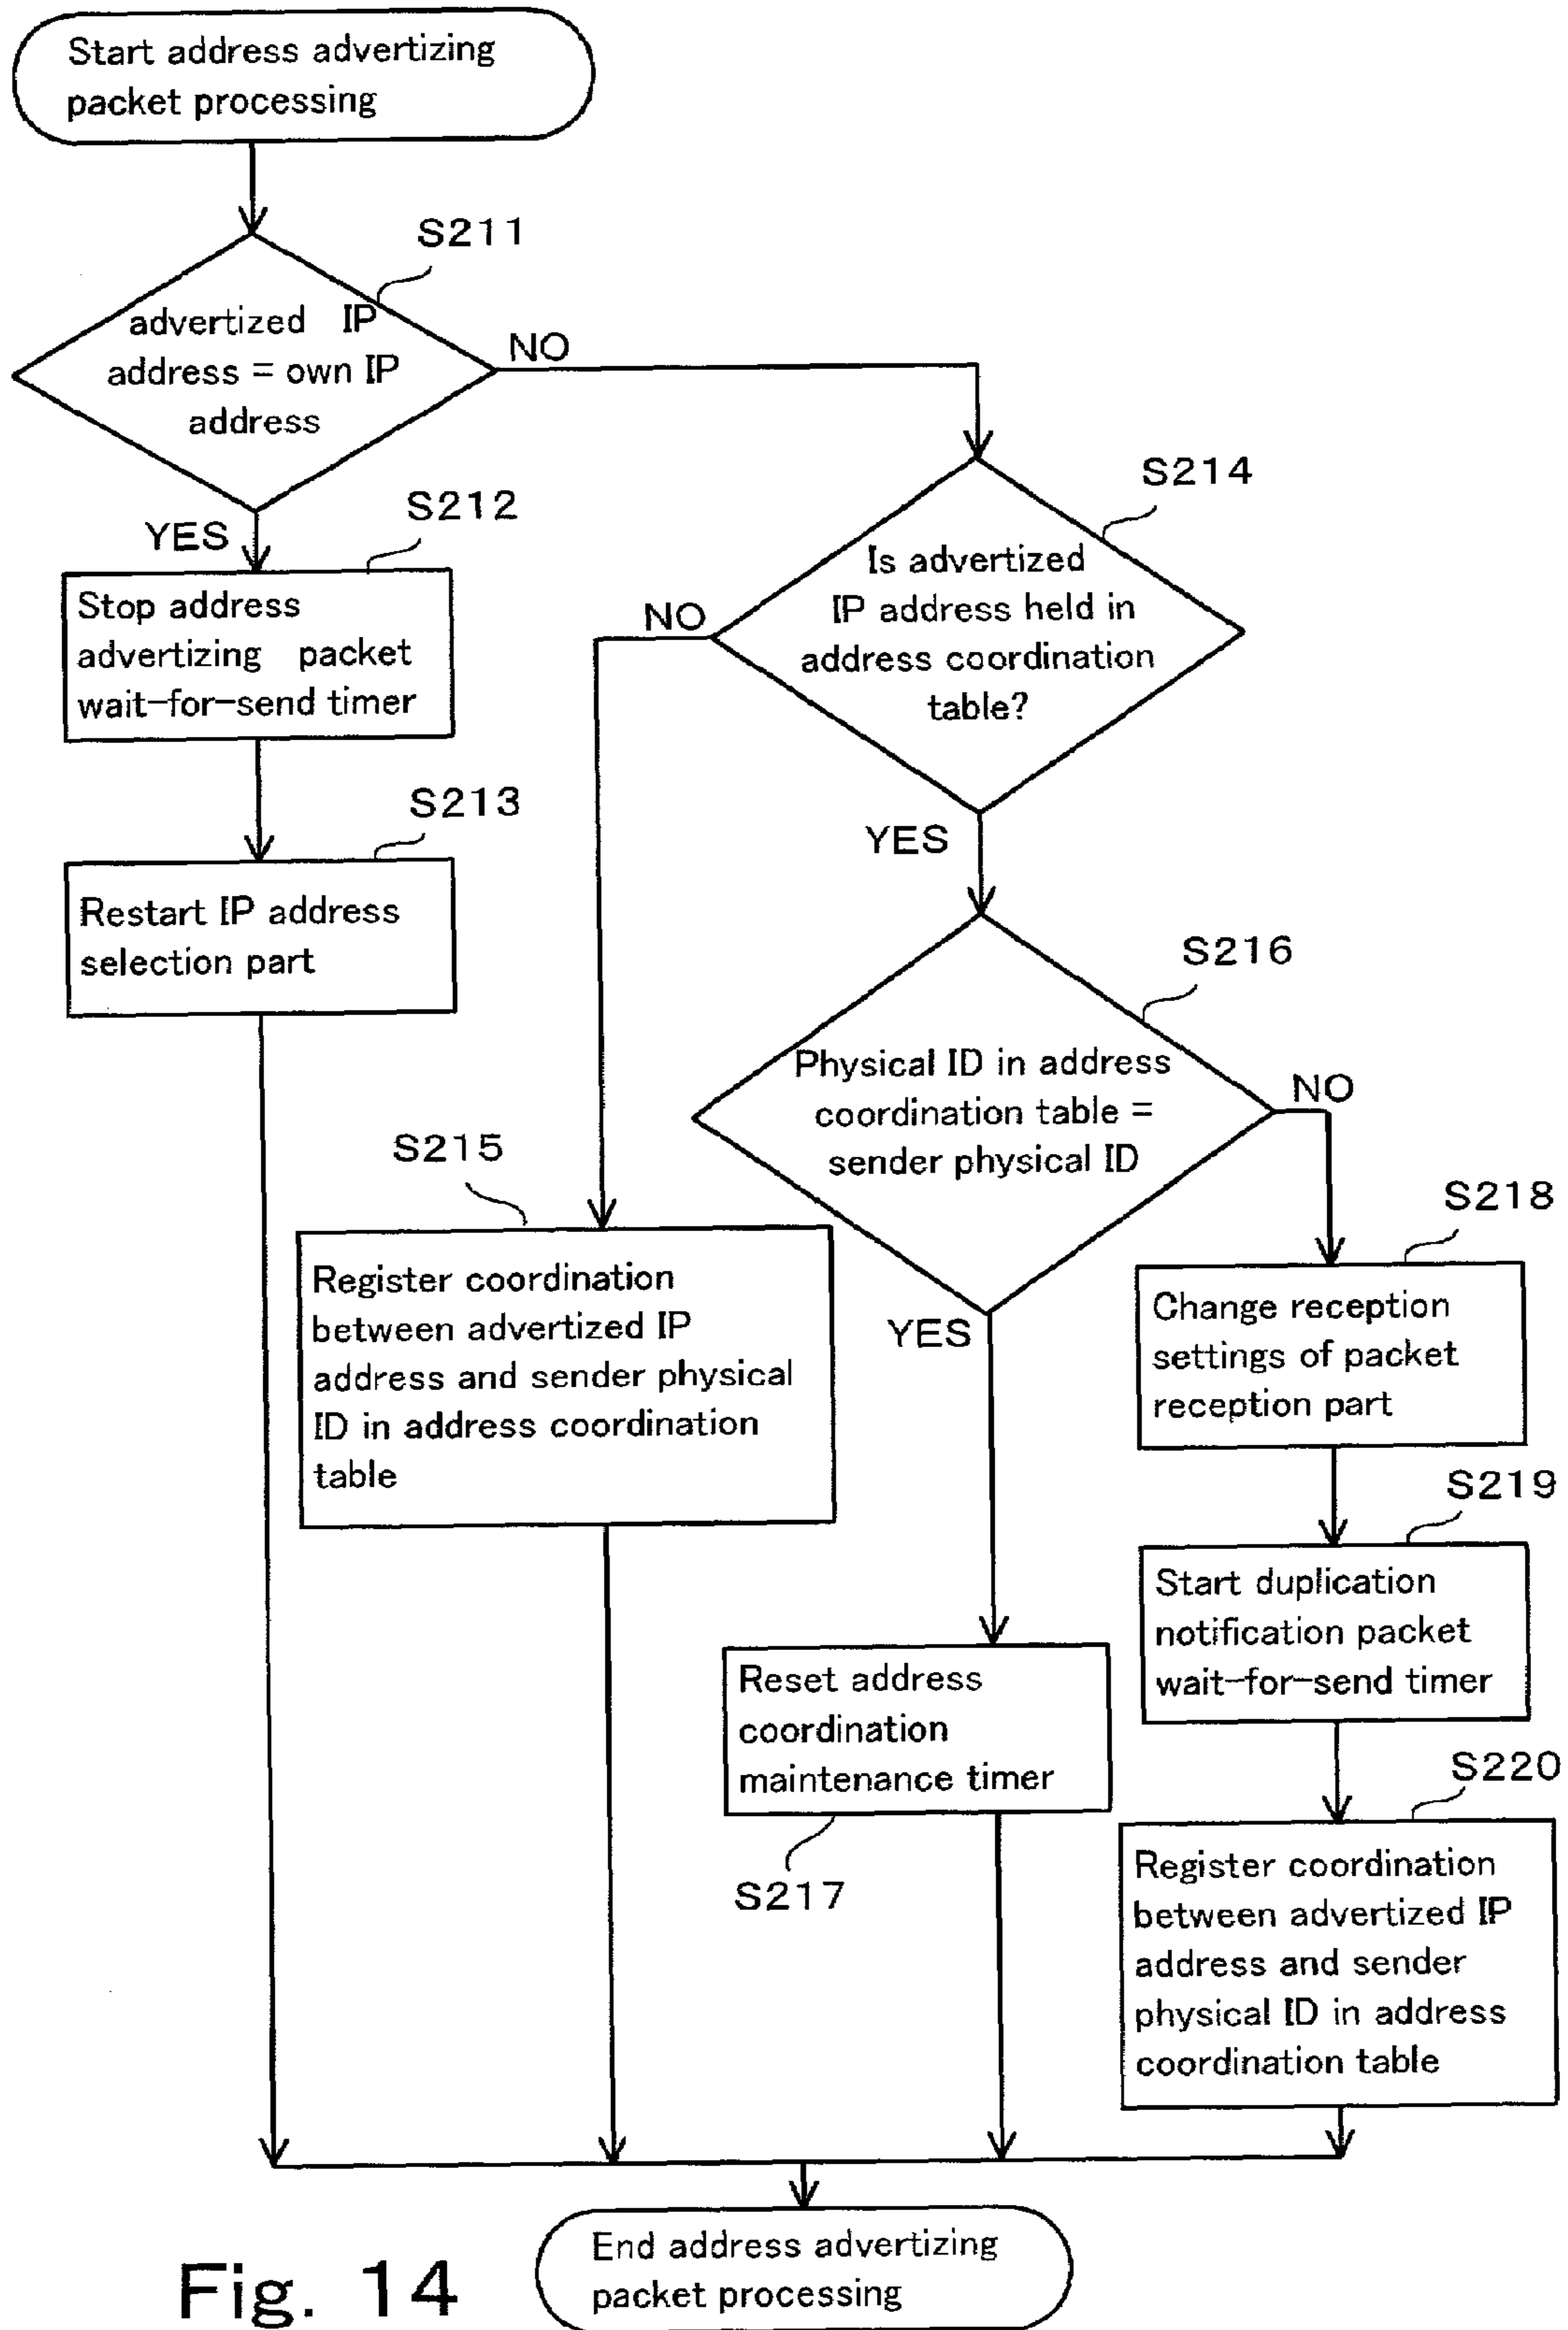 Start address advertizing
packet processing
S211
advertized IP
address = own IP
address
NO
YES
S212
Stop address
advertizing packet
wait-for-send timer
S213
Restart IP address
selection part
S214
Is advertized
IP address held in
address coordination
table?
NO
YES
S215
Register coordination
between advertized IP
address and sender physical
ID in address coordination
table
S216
Physical ID in address
coordination table =
sender physical ID
NO
YES
Reset address
coordination
maintenance timer
S217
S218
Change reception
settings of packet
reception part
S219
Start duplication
notification packet
wait-for-send timer
S220
Register coordination
between advertized IP
address and sender
physical ID in address
coordination table
End address advertizing
packet processing
Fig. 14